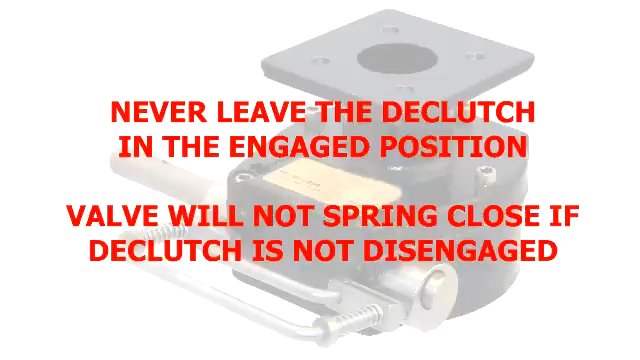 NEVER LEAVE THE DECLUTCH
IN THE ENGAGED POSITION
VALVE WILL NOT SPRING CLOSE IF
DECLUTCH IS NOT DISENGAGED